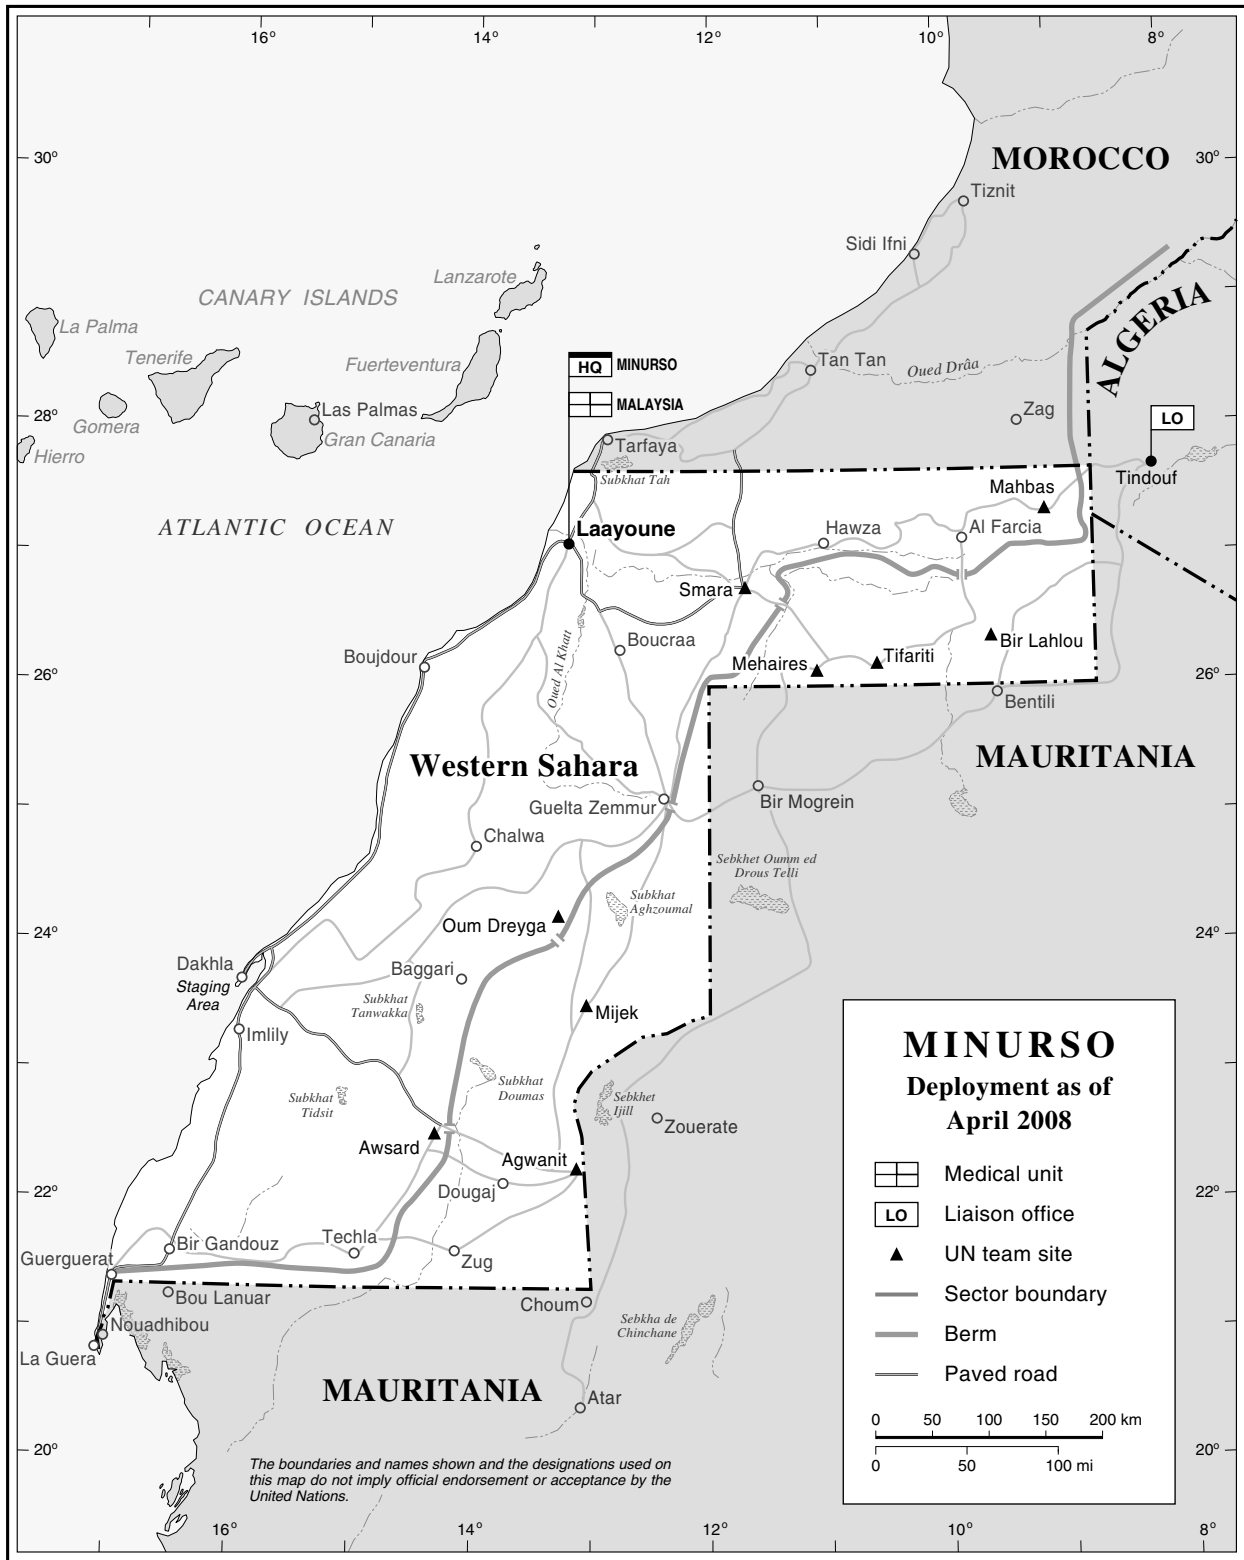 16°
14°
12°
10°
8°
30°
MOROCCO
30°
Tiznit
Sidi Ifni
Lanzarote
CANARY ISLANDS
La Palma
Tenerife
Fuerteventura
HQ MINURSO
MALAYSIA
ALGERIA
Tan Tan
Oued Drâa
28°
Las Palmas
Gomera
Gran Canaria
Hierro
Zag
LO
28°
Tarfaya
Subkhat Tah
Tindouf
Mahbas
ATLANTIC OCEAN
Laayoune
Hawza
Al Farcia
Smara
Boucraa
Oued Al Khatt
Bir Lahlou
Boujdour
Mehaires
Tifariti
26°
26°
Bentili
Western Sahara
MAURITANIA
Guelta Zemmur
Bir Mogrein
Chalwa
Sebkhet Oumm ed
Drous Telli
Subkhat
Aghzoumal
Oum Dreyga
24°
24°
Dakhla
Staging
Area
Baggari
Subkhat
Tanwakka
Mijek
Imlily
Subkhat
Doumas
Subkhat
Tidsit
Sebkhet
Ijill
Zouerate
Awsard
Agwanit
22°
Dougaj
22°
Techla
Bir Gandouz
Guerguerat
Zug
Bou Lanuar
Choum
Nouadhibou
Sebkha de
Chinchane
La Guera
MAURITANIA
Atar
20°
20°
MINURSO
Deployment as of
April 2008
Medical unit
LO Liaison office
UN team site
Sector boundary
Berm
Paved road
0 50 100 150 200 km
0 50 100 mi
The boundaries and names shown and the designations used on
this map do not imply official endorsement or acceptance by the
United Nations.
16°
14°
12°
10°
8°